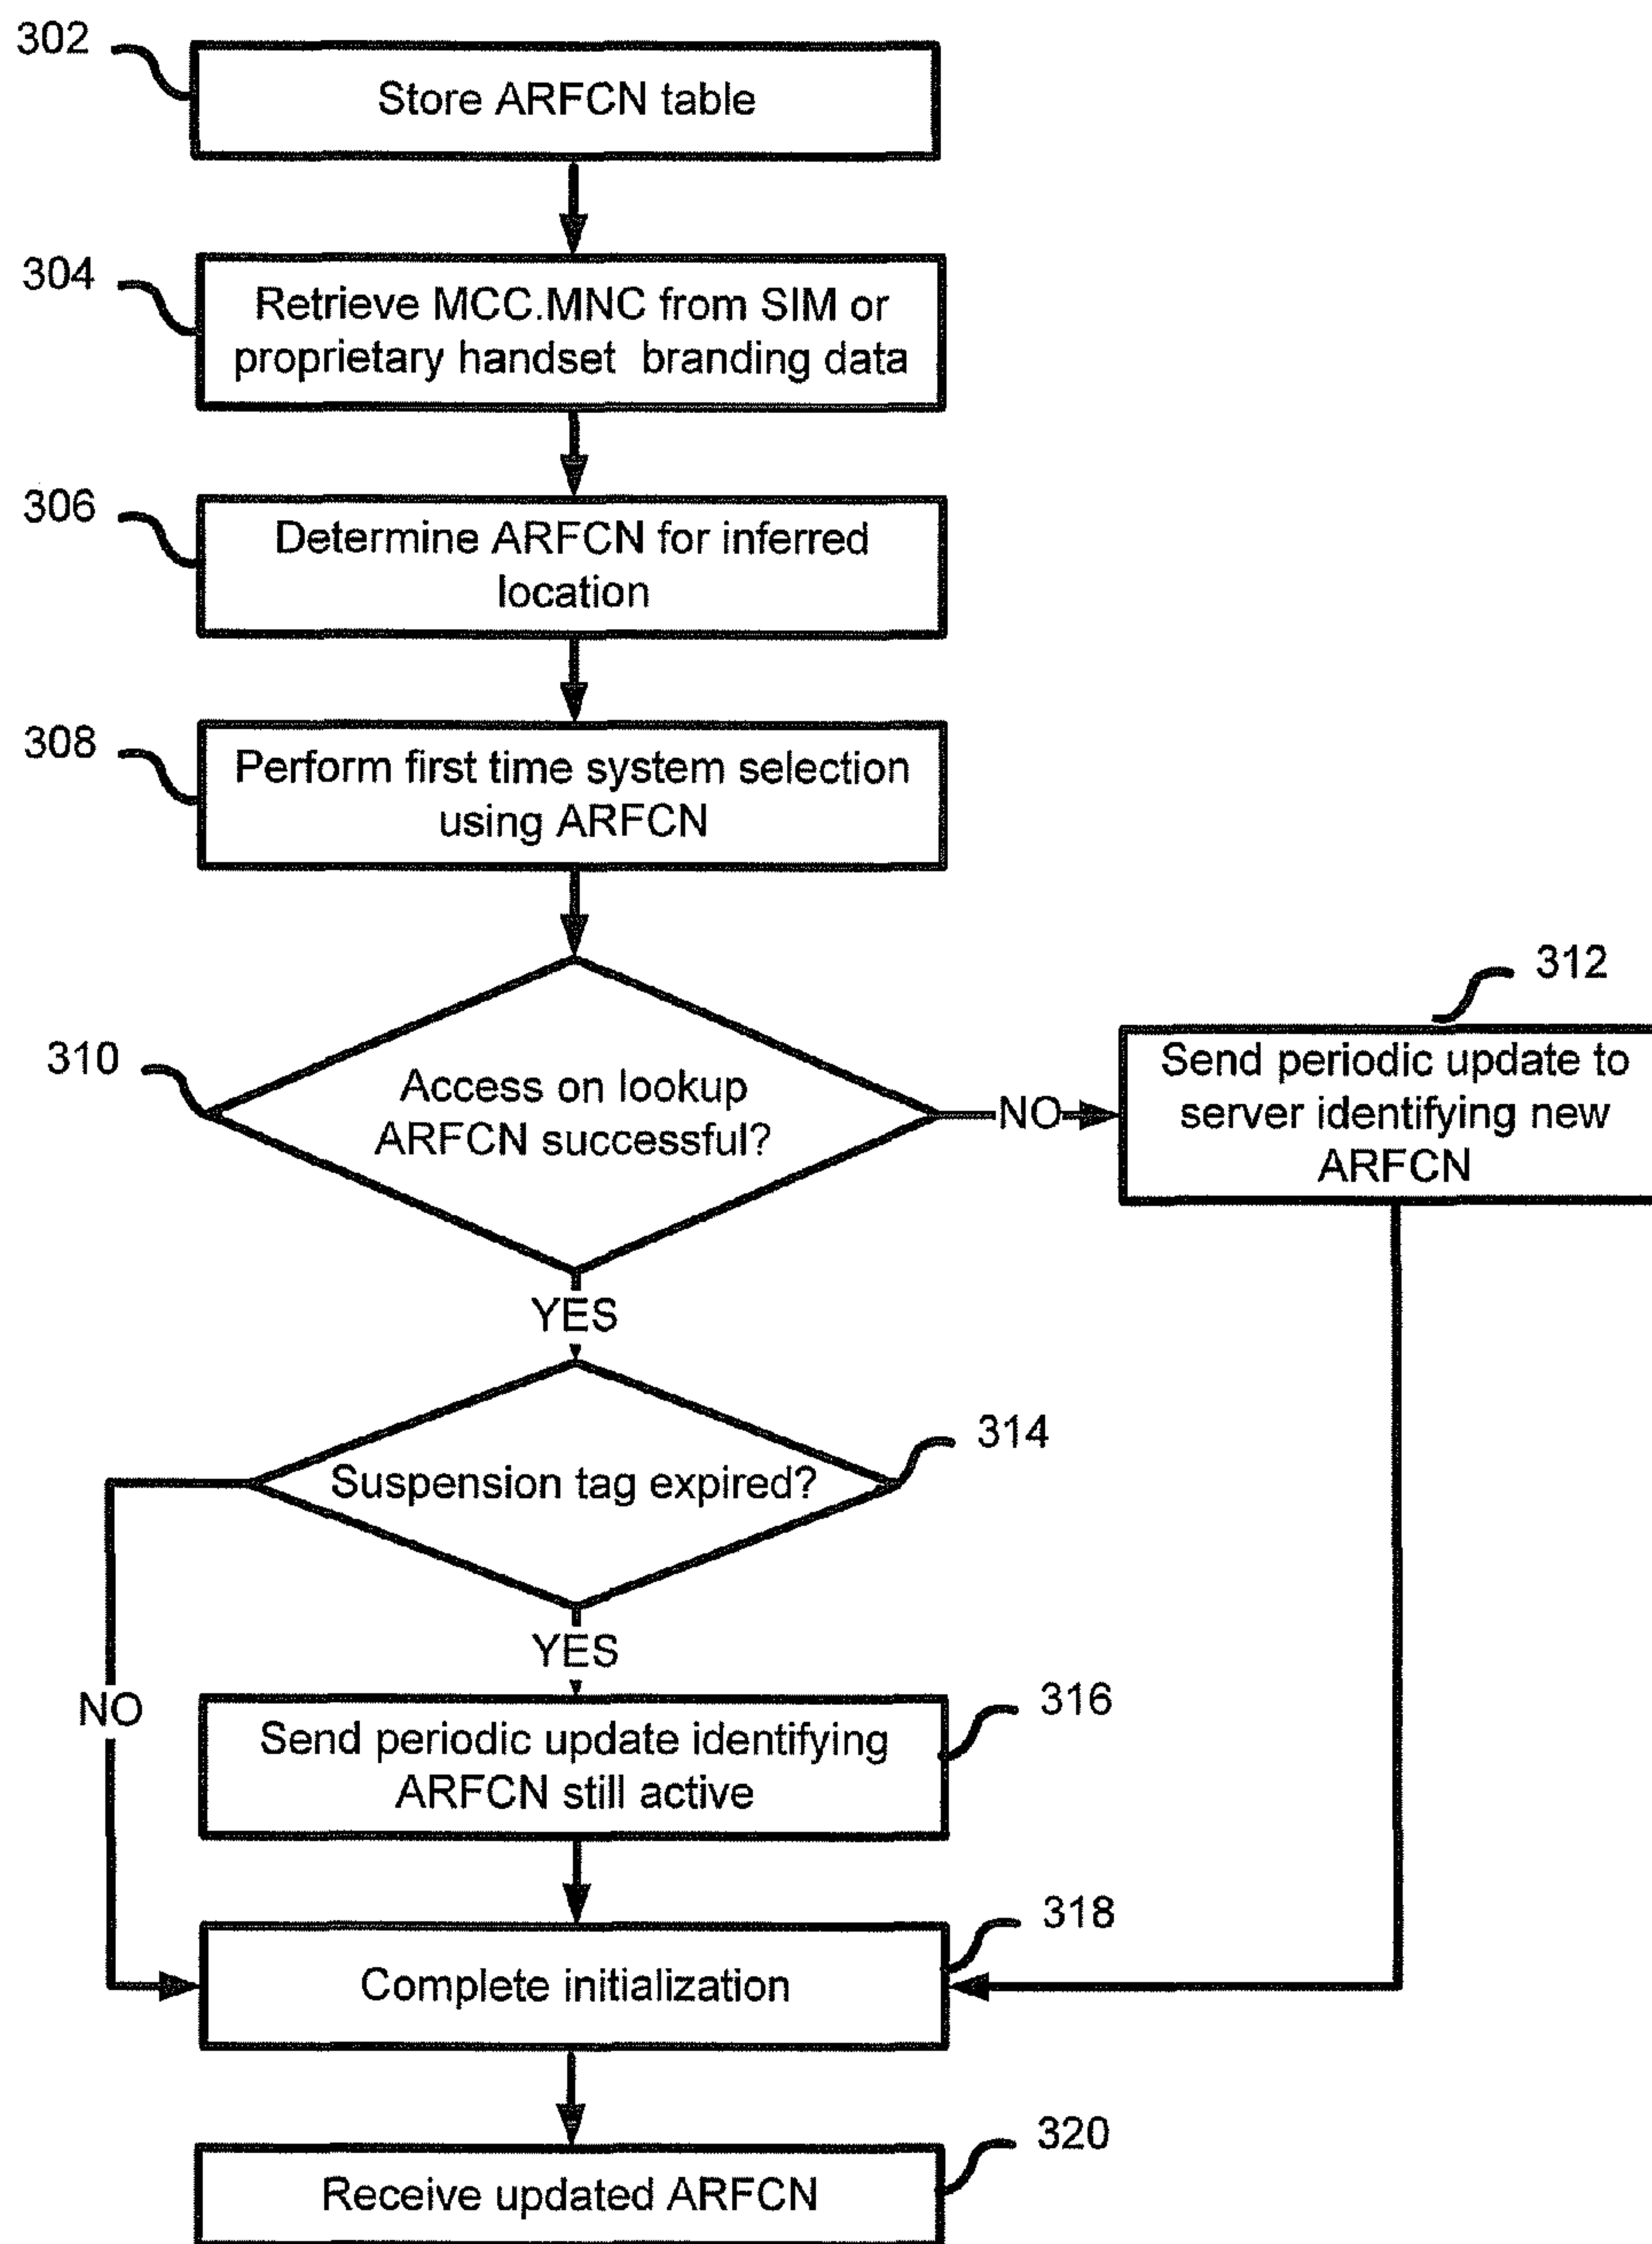 302
Store ARFCN table
304
Retrieve MCC.MNC from SIM or
proprietary handset branding data
306
Determine ARFCN for inferred
location
308
Perform first time system selection
using ARFCN
310
Access on lookup
ARFCN successful?
NO
312
Send periodic update to
server identifying new
ARFCN
YES
314
Suspension tag expired?
YES
NO
316
Send periodic update identifying
ARFCN still active
318
Complete initialization
320
Receive updated ARFCN